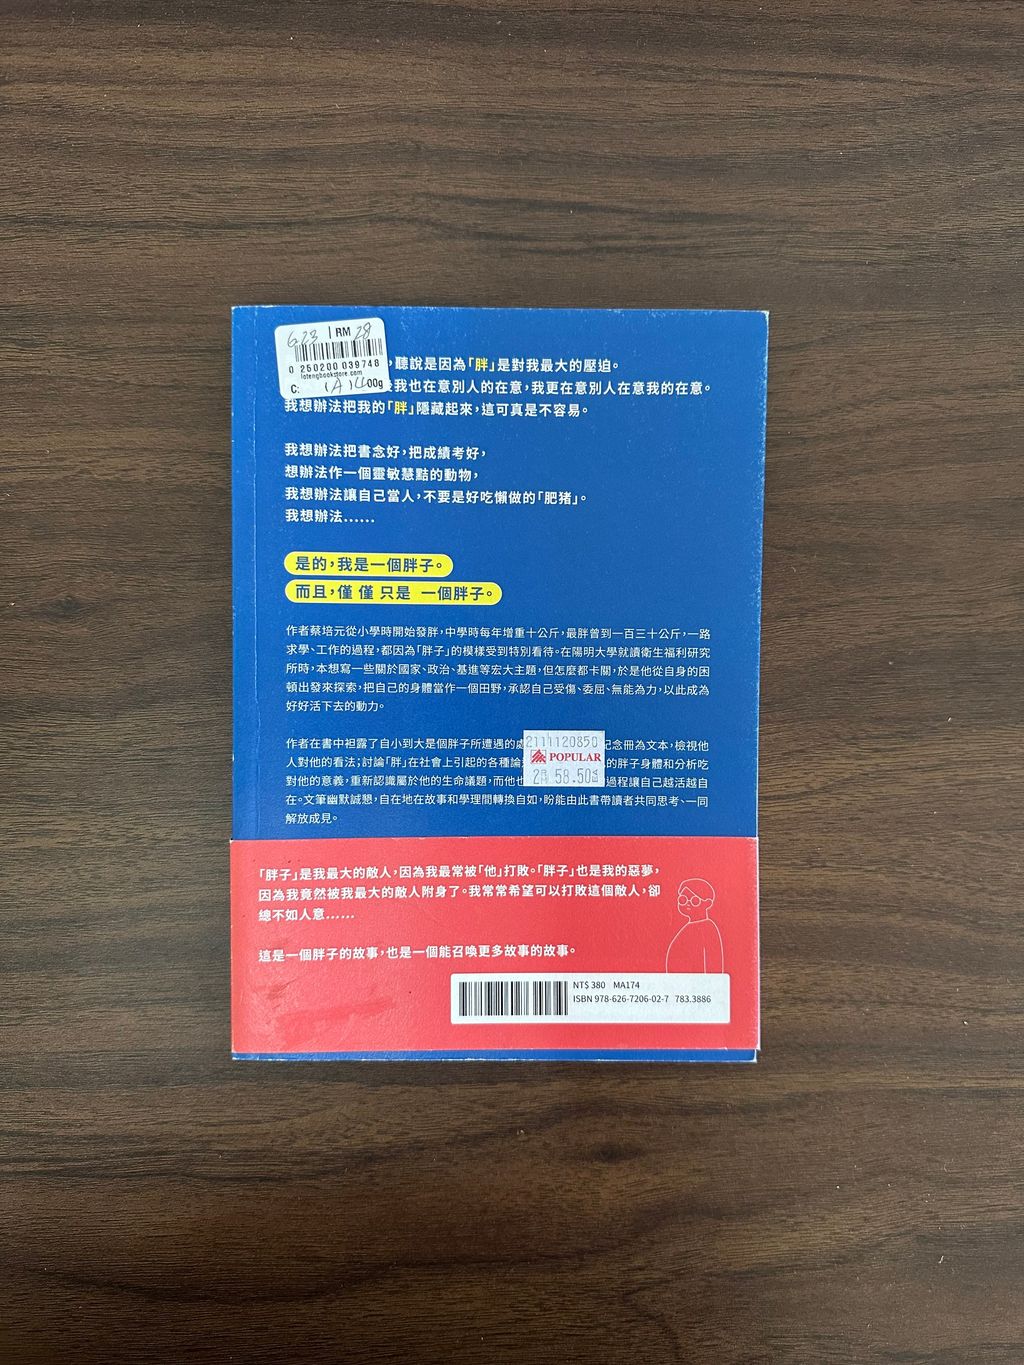 623 | RM 28
0 250200 039748
latengbookstore.com
C:
00g
，聽說是因為「胖」是對我最大的壓迫。
我也在意別人的在意，我更在意別人在意我的在意。
我想辦法把我的「胖」隱藏起來，這可真是不容易。
我想辦法把書念好，把成績考好，
想辦法作一個靈敏慧黠的動物，
我想辦法讓自己當人，不要是好吃懶做的「肥豬」。
我想辦法……
是的，我是一個胖子。
而且，僅 僅 只是 一個胖子。
作者蔡培元從小學時開始發胖，中學時每年增重十公斤，最胖曾到一百三十公斤，一路
求學、工作的過程，都因為「胖子」的模樣受到特別看待。在陽明大學就讀衛生福利研究
所時，本想寫一些關於國家、政治、基進等宏大主題，但怎麼都卡關，於是他從自身的困
頓出發來探索，把自己的身體當作一個田野，承認自己受傷、委屈、無能為力，以此成為
好好活下去的動力。
作者在書中袒露了自小到大是個胖子所遭遇的處 紀念冊為文本，檢視他
人對他的看法；討論「胖」在社會上引起的各種論 的胖子身體和分析吃
對他的意義，重新認識屬於他的生命議題，而他也 過程讓自己越活越自
在。文筆幽默誠懇，自在地在故事和學理間轉換自如，盼能由此書帶讀者共同思考、一同
解放成見。
2111120850
POPULAR
58.50
「胖子」是我最大的敵人，因為我最常被「他」打敗。「胖子」也是我的惡夢，
因為我竟然被我最大的敵人附身了。我常常希望可以打敗這個敵人，卻
總不如人意……
這是一個胖子的故事，也是一個能召喚更多故事的故事。
NT$ 380 MA174
ISBN 978-626-7206-02-7 783.3886